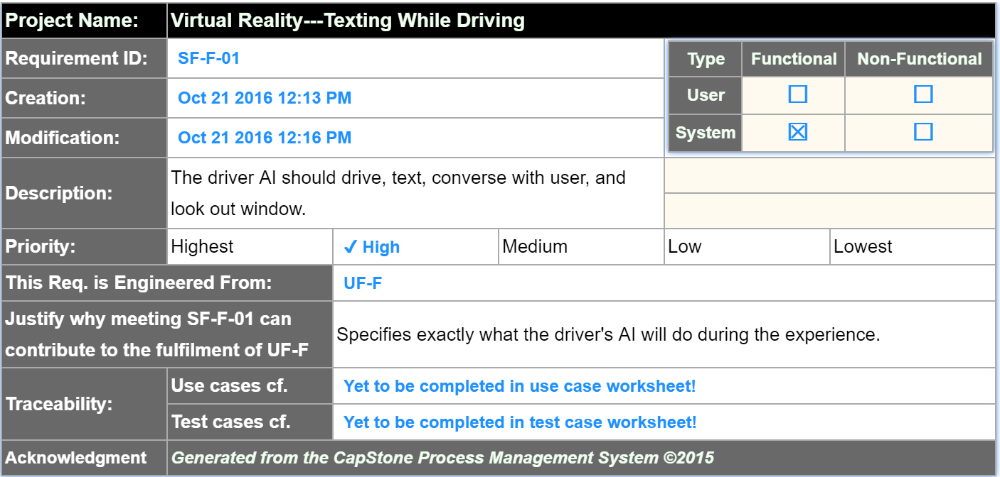 Project Name: Virtual Reality---Texting While Driving
Requirement ID: SF-F-01
Type Functional Non-Functional
Creation: Oct 21 2016 12:13 PM
User ☐ ☐
Modification: Oct 21 2016 12:16 PM
System ☒ ☐
Description: The driver AI should drive, text, converse with user, and
look out window.
Priority: Highest ✓ High Medium Low Lowest
This Req. is Engineered From: UF-F
Justify why meeting SF-F-01 can
contribute to the fulfilment of UF-F
Specifies exactly what the driver's AI will do during the experience.
Traceability:
Use cases cf. Yet to be completed in use case worksheet!
Test cases cf. Yet to be completed in test case worksheet!
Acknowledgment Generated from the CapStone Process Management System ©2015